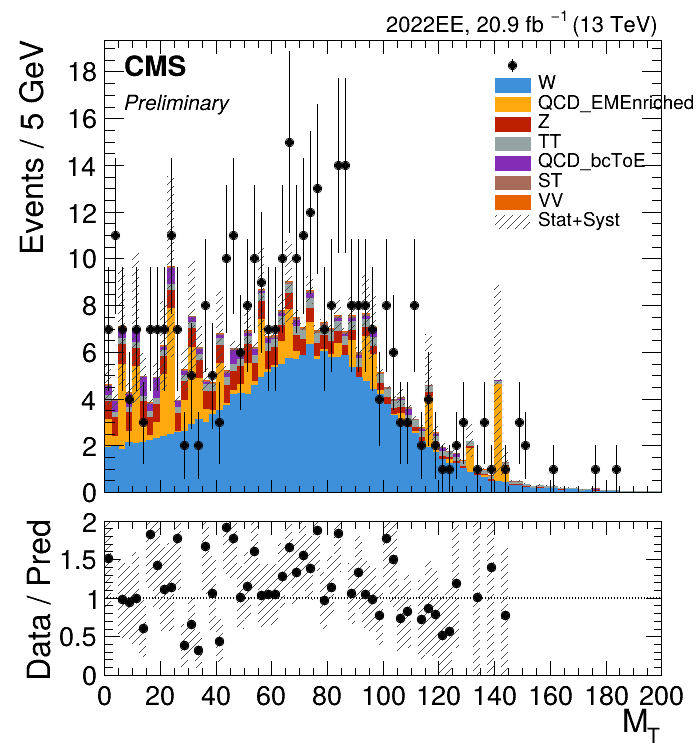 2022EE, 20.9 fb⁻¹ (13 TeV)
CMS
Preliminary
Events / 5 GeV
18
16
14
12
10
8
6
4
2
0
W
QCD_EMEnriched
Z
TT
QCD_bcToE
ST
VV
Stat+Syst
Data / Pred
2
1.5
1
0.5
0
0 20 40 60 80 100 120 140 160 180 200
M_T